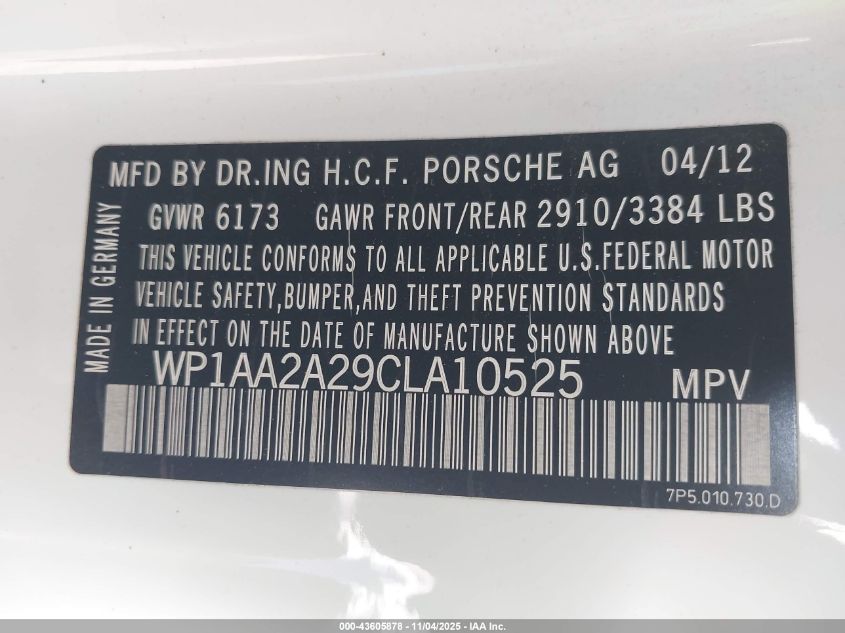 MFD BY DR.ING H.C.F. PORSCHE AG 04/12
GVWR 6173 GAWR FRONT/REAR 2910/3384 LBS
THIS VEHICLE CONFORMS TO ALL APPLICABLE U.S.FEDERAL MOTOR
VEHICLE SAFETY,BUMPER,AND THEFT PREVENTION STANDARDS
IN EFFECT ON THE DATE OF MANUFACTURE SHOWN ABOVE
WP1AA2A29CLA10525 MPV
MADE IN GERMANY
7P5.010.730.D
000-43605878 - 11/04/2025 - IAA Inc.